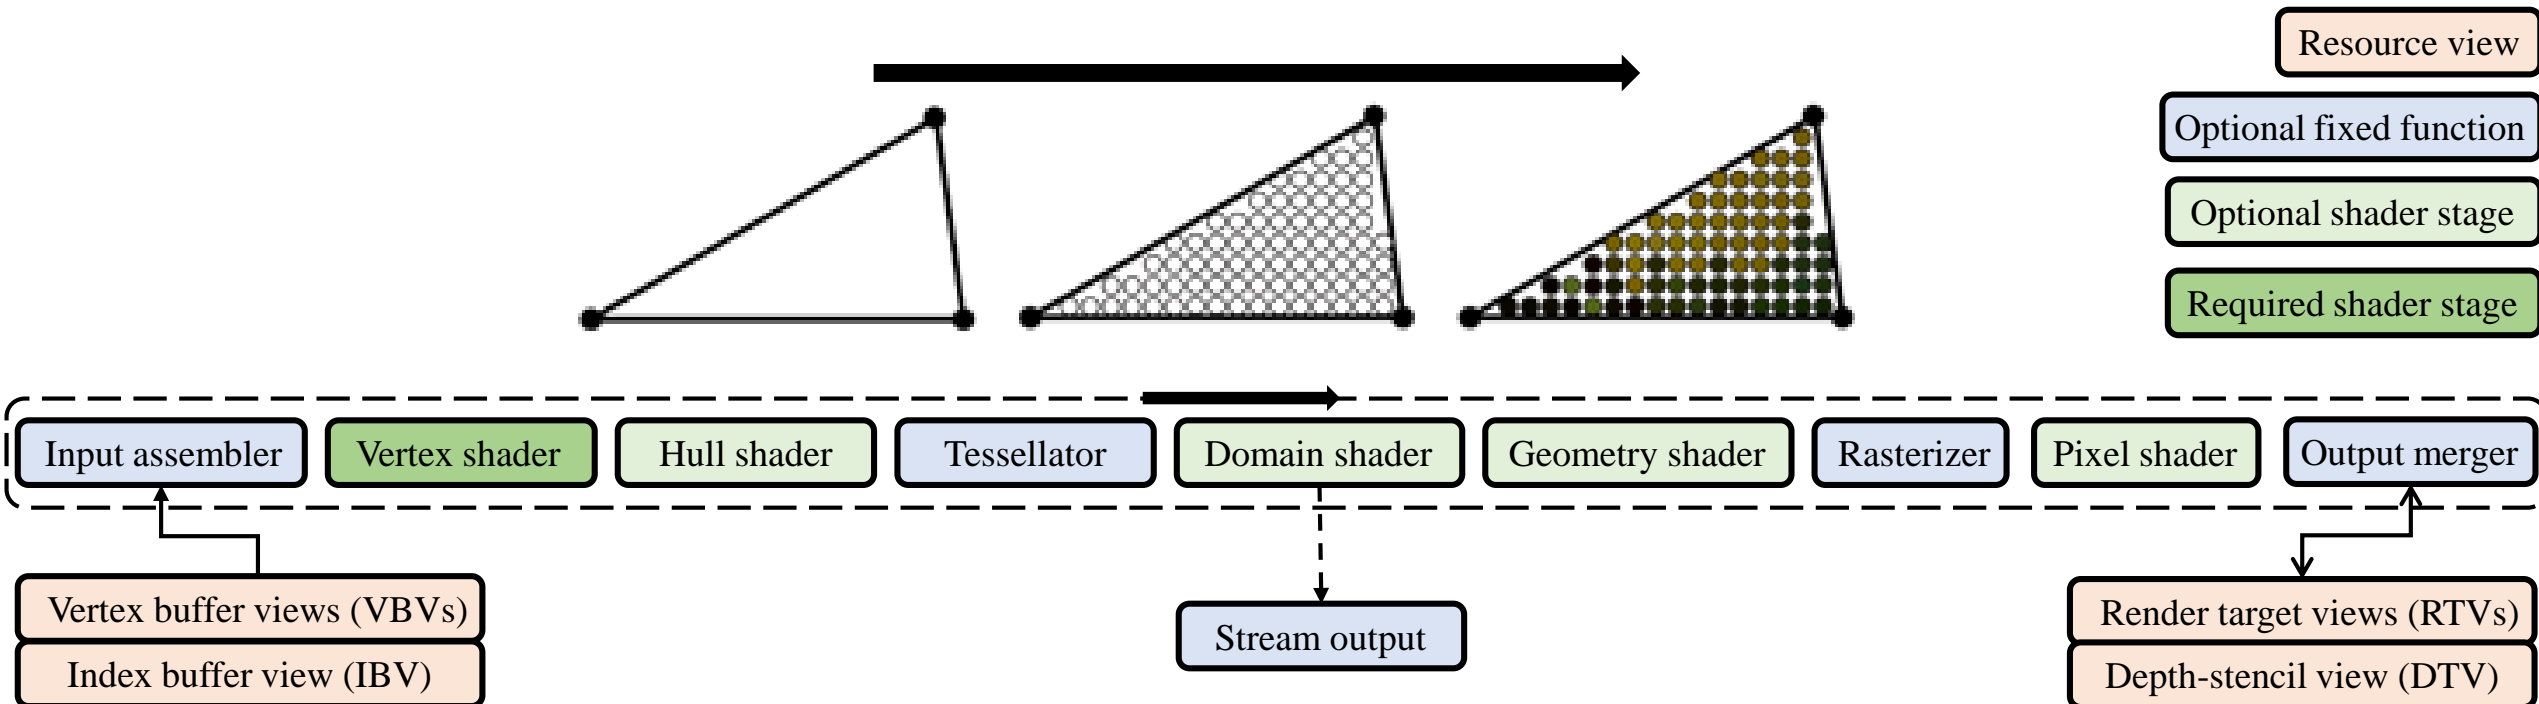 Resource view
Optional fixed function
Optional shader stage
Required shader stage
Input assembler
Vertex shader
Hull shader
Tessellator
Domain shader
Geometry shader
Rasterizer
Pixel shader
Output merger
Vertex buffer views (VBVs)
Index buffer view (IBV)
Stream output
Render target views (RTVs)
Depth-stencil view (DTV)